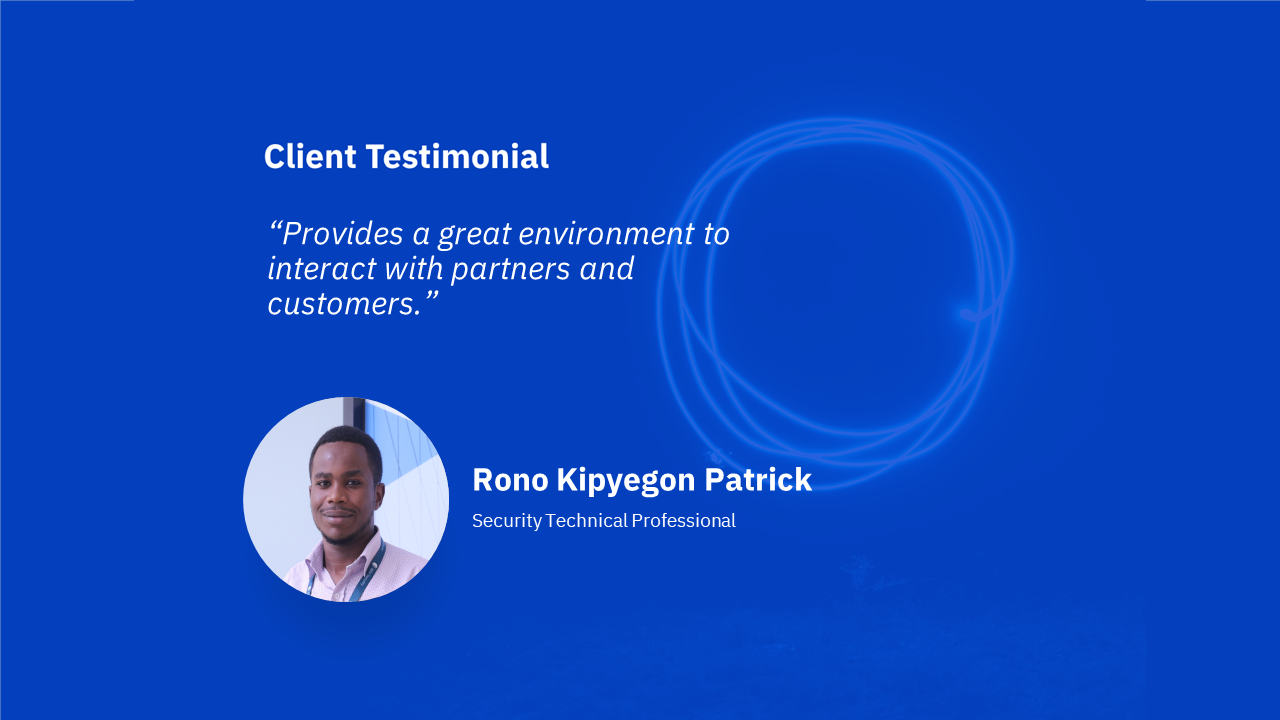 Client Testimonial
“Provides a great environment to
interact with partners and
customers.”
Rono Kipyegon Patrick
Security Technical Professional